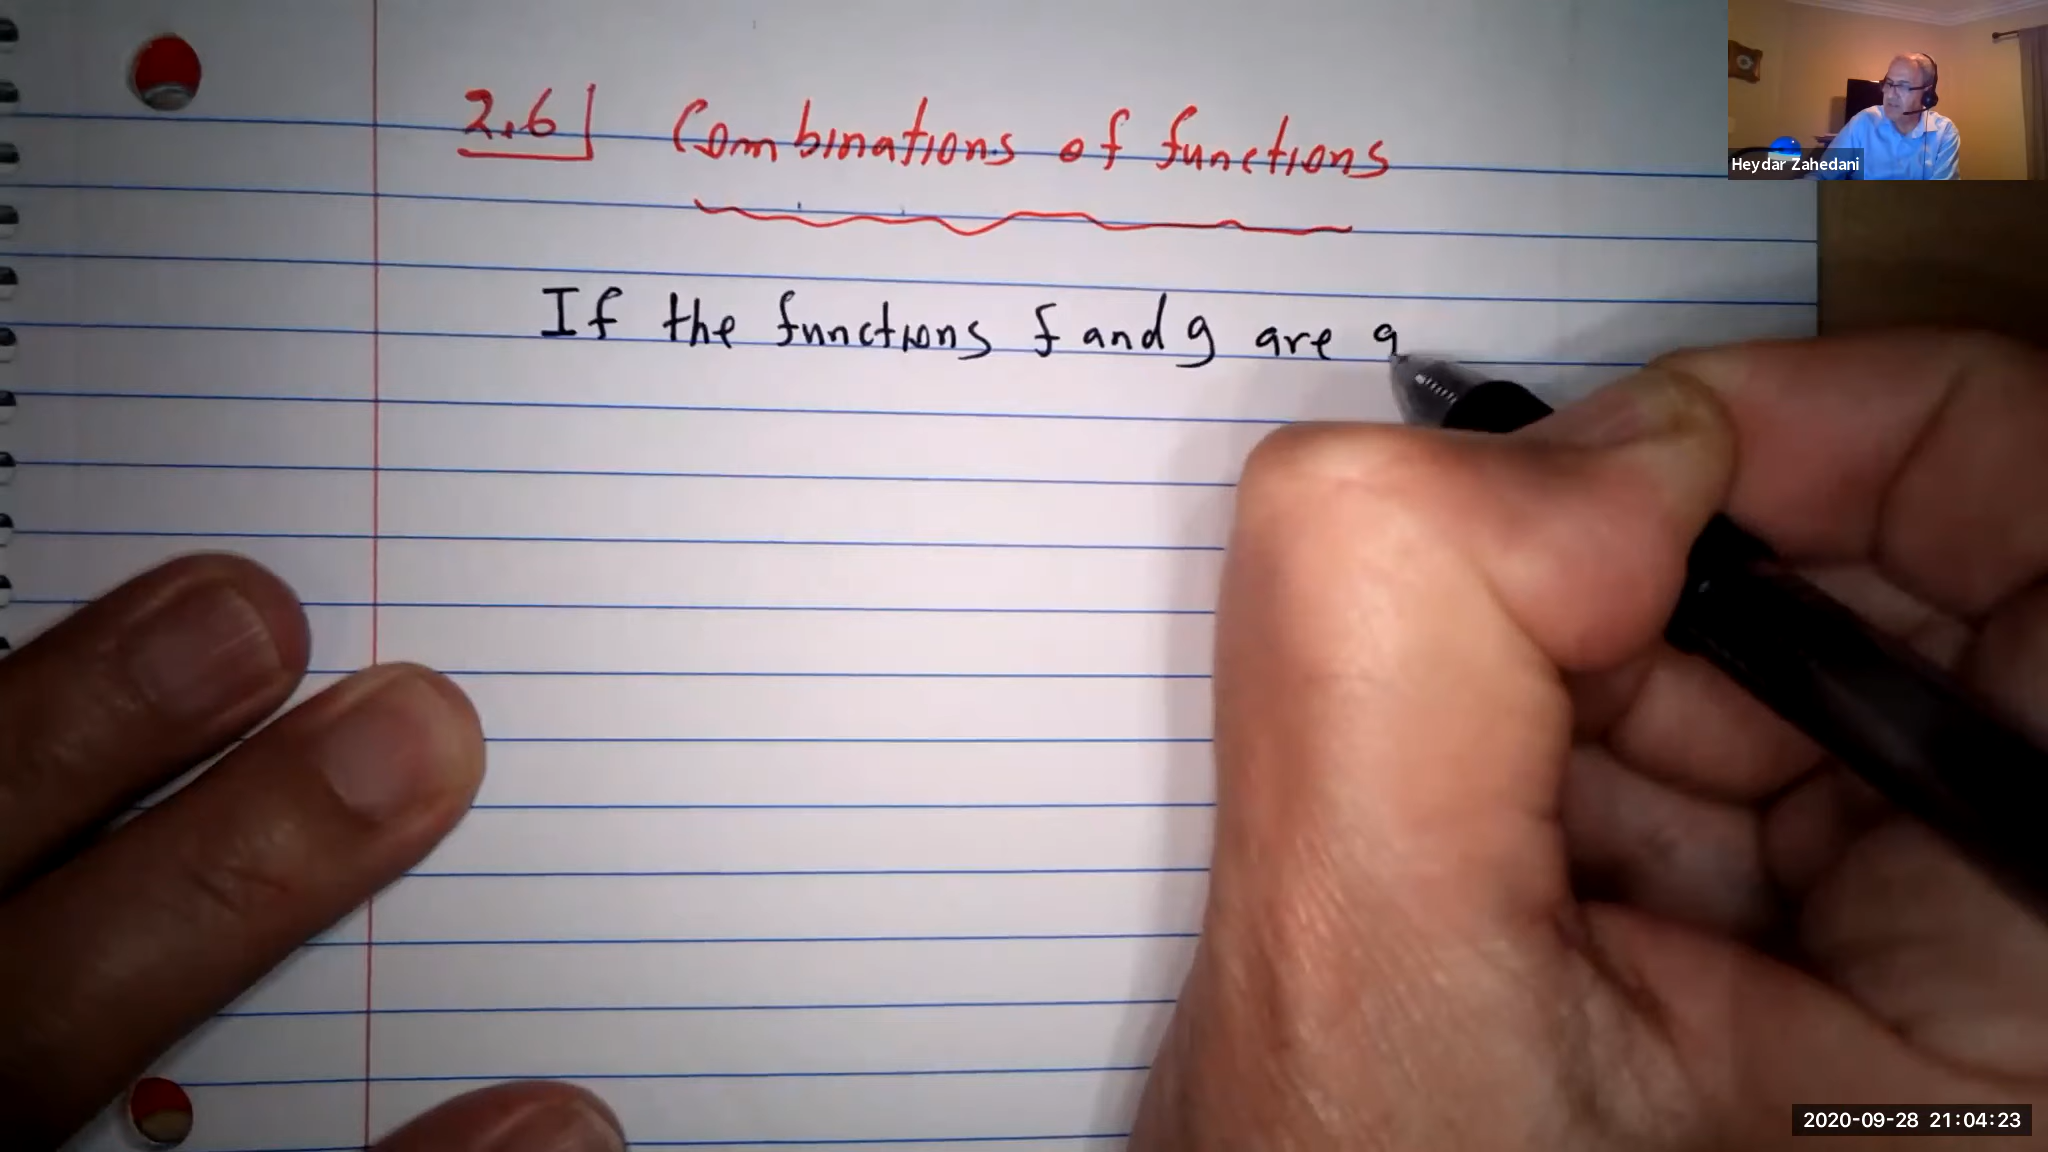 2.6 Combinations of functions
Heydar Zahedani
If the functions f and g are g
2020-09-28 21:04:23